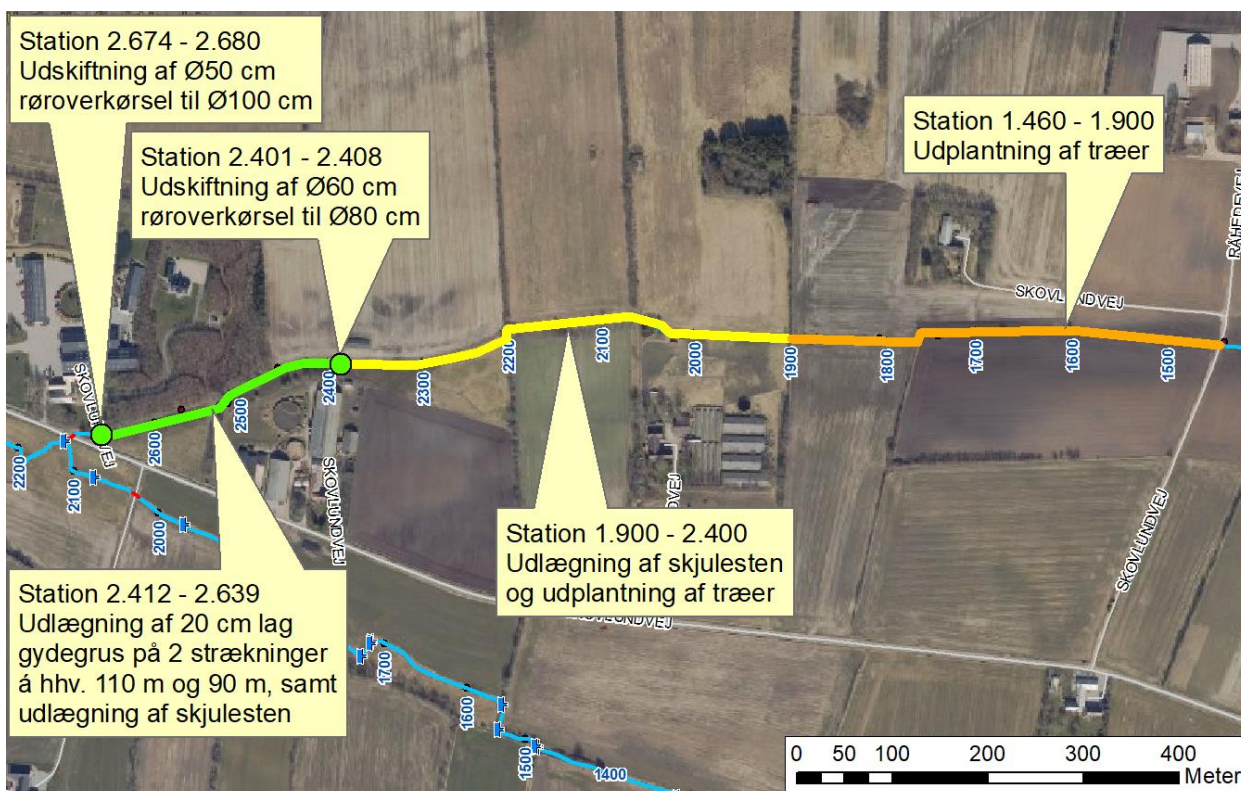 Station 2.674 - 2.680
Udskiftning af Ø50 cm
røroverkørsel til Ø100 cm
Station 2.401 - 2.408
Udskiftning af Ø60 cm
røroverkørsel til Ø80 cm
Station 1.460 - 1.900
Udplantning af træer
RÅHEDEVEJ
SKOVLUNDVEJ
2200
2100
2000
1900
1800
1700
1600
1500
2600
2500
2400
2300
SKOVLUNDVEJ
2200
2100
2000
SKOVLUNDVEJ
SKOVLUNDVEJ
Station 1.900 - 2.400
Udlægning af skjulesten
og udplantning af træer
Station 2.412 - 2.639
Udlægning af 20 cm lag
gydegrus på 2 strækninger
á hhv. 110 m og 90 m, samt
udlægning af skjulesten
1700
1600
1500
1400
0 50 100 200 300 400
Meter